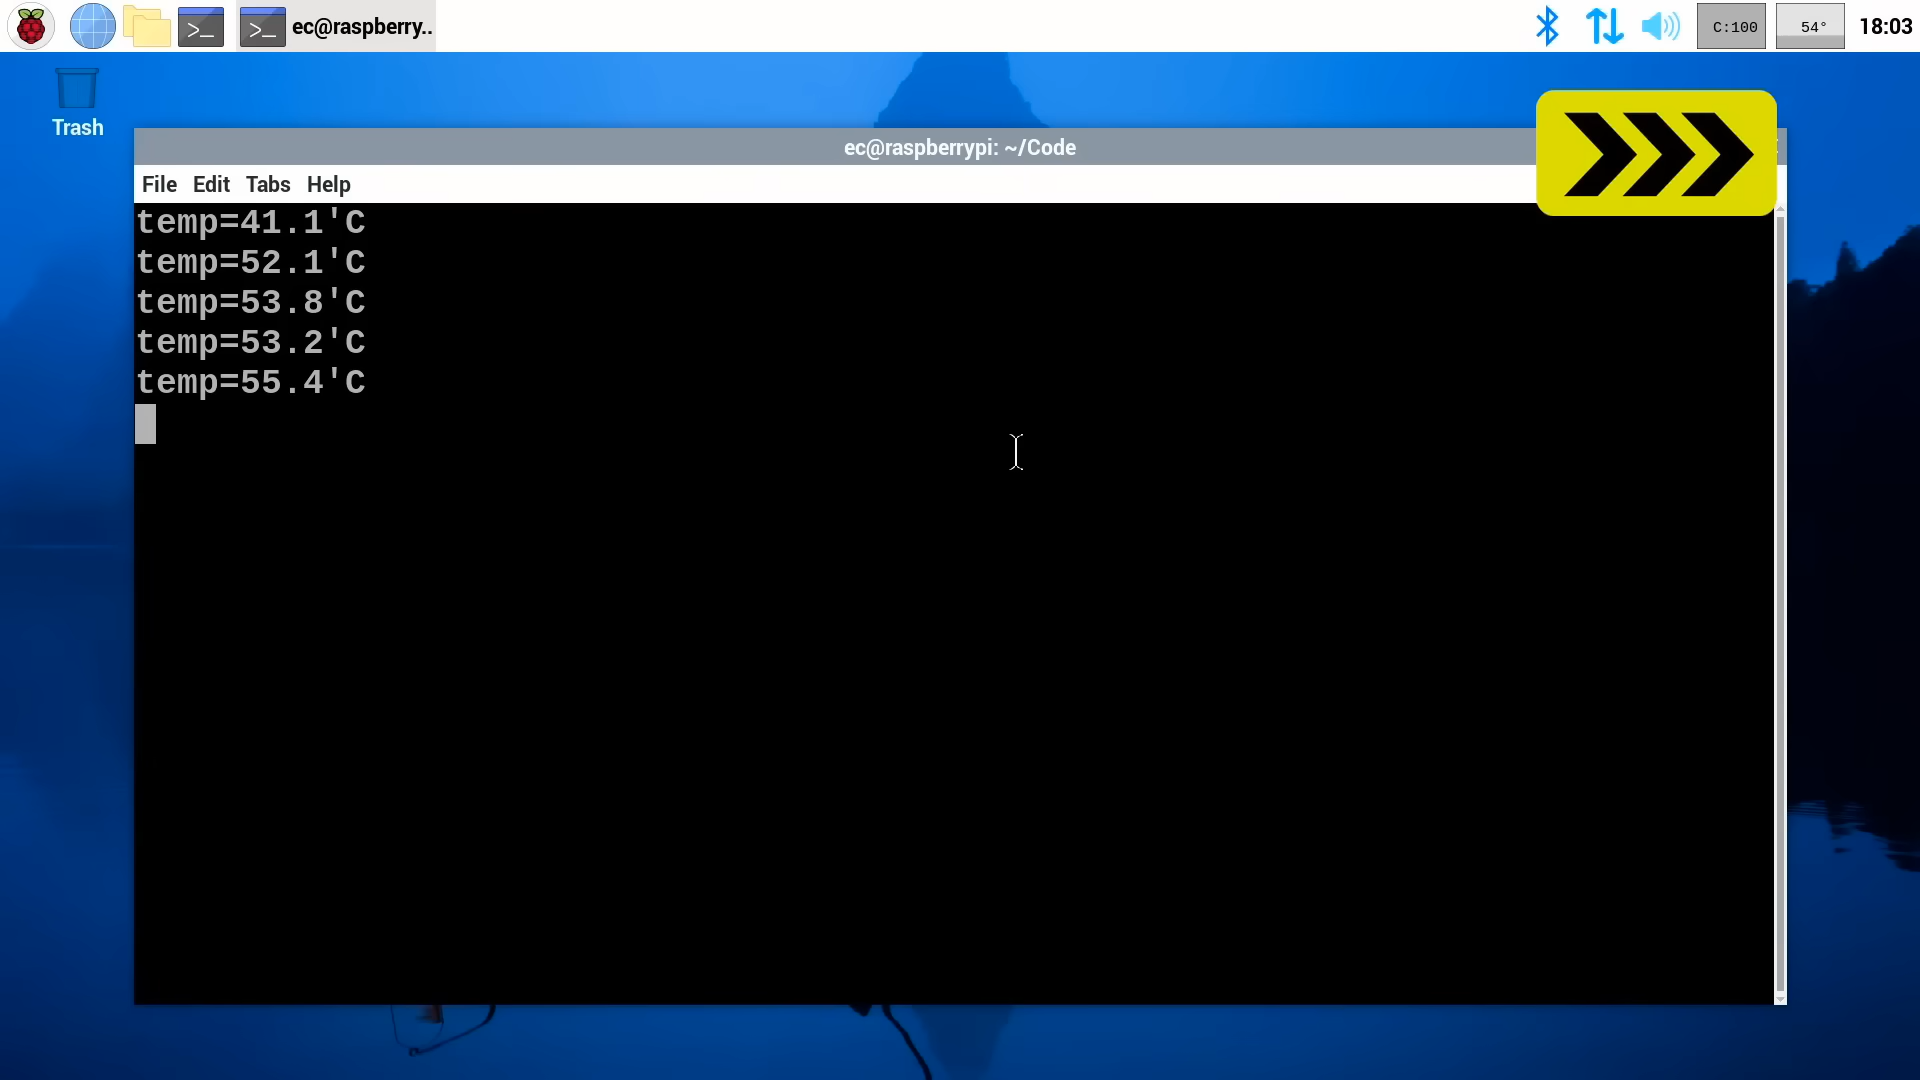 ec@raspberry..
C:100
54°
18:03
Trash
ec@raspberrypi: ~/Code
File Edit Tabs Help
temp=41.1'C
temp=52.1'C
temp=53.8'C
temp=53.2'C
temp=55.4'C